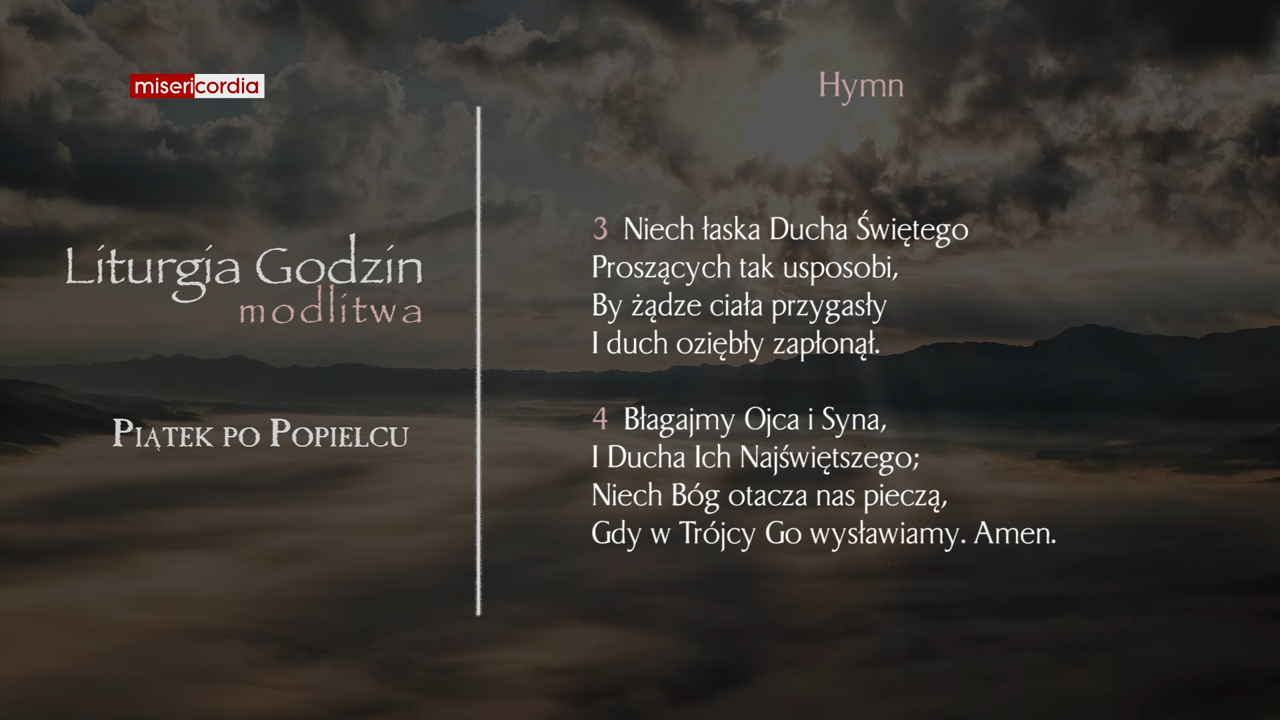 misericordia
Liturgia Godzin
modlitwa
Piątek po Popielcu
Hymn
3 Niech łaska Ducha Świętego
Proszących tak usposobi,
By żądze ciała przygasły
I duch oziębły zapłonął.
4 Błagajmy Ojca i Syna,
I Ducha Ich Najświętszego;
Niech Bóg otacza nas pieczą,
Gdy w Trójcy Go wysławiamy. Amen.